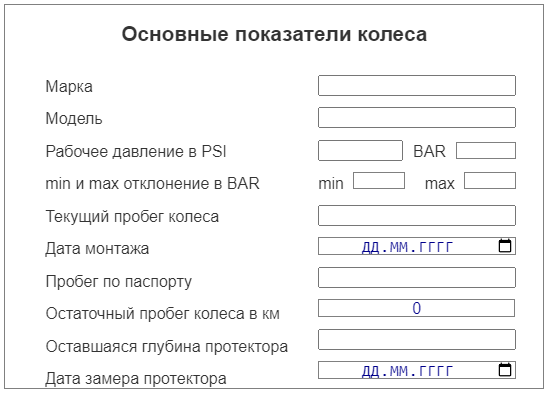 Основные показатели колеса
Марка
Модель
Рабочее давление в PSI BAR
min и max отклонение в BAR min max
Текущий пробег колеса
Дата монтажа ДД.ММ.ГГГГ
Пробег по паспорту
Остаточный пробег колеса в км 0
Оставшаяся глубина протектора
Дата замера протектора ДД.ММ.ГГГГ